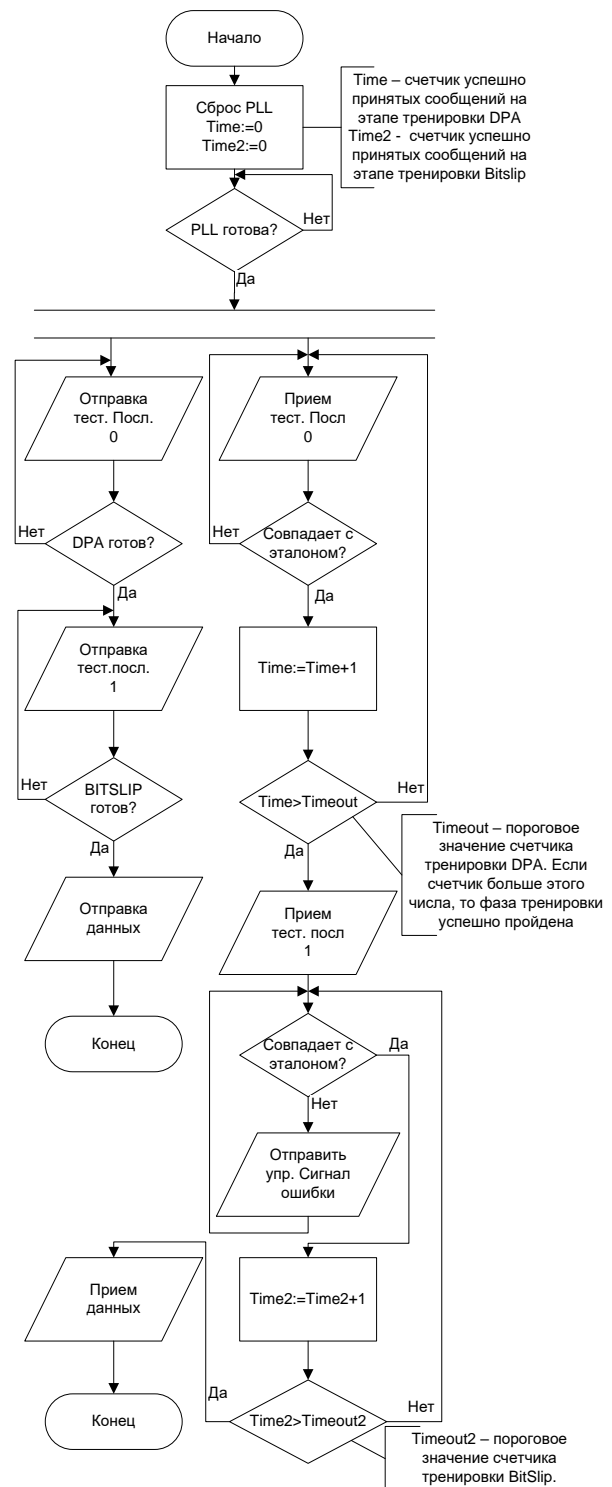 Начало
Сброс PLL
Time:=0
Time2:=0
Time – счетчик успешно
принятых сообщений на
этапе тренировки DPA
Time2 - счетчик успешно
принятых сообщений на
этапе тренировки Bitslip
PLL готова?
Нет
Да
Отправка
тест. Посл.
0
Прием
тест. Посл
0
DPA готов?
Нет
Да
Совпадает с
эталоном?
Нет
Да
Отправка
тест.посл.
1
Time:=Time+1
BITSLIP
готов?
Нет
Да
Time>Timeout
Нет
Да
Timeout – пороговое
значение счетчика
тренировки DPA. Если
счетчик больше этого
числа, то фаза тренировки
успешно пройдена
Отправка
данных
Прием
тест. посл
1
Конец
Совпадает с
эталоном?
Да
Нет
Отправить
упр. Сигнал
ошибки
Прием
данных
Time2:=Time2+1
Конец
Да
Time2>Timeout2
Нет
Timeout2 – пороговое
значение счетчика
тренировки BitSlip.